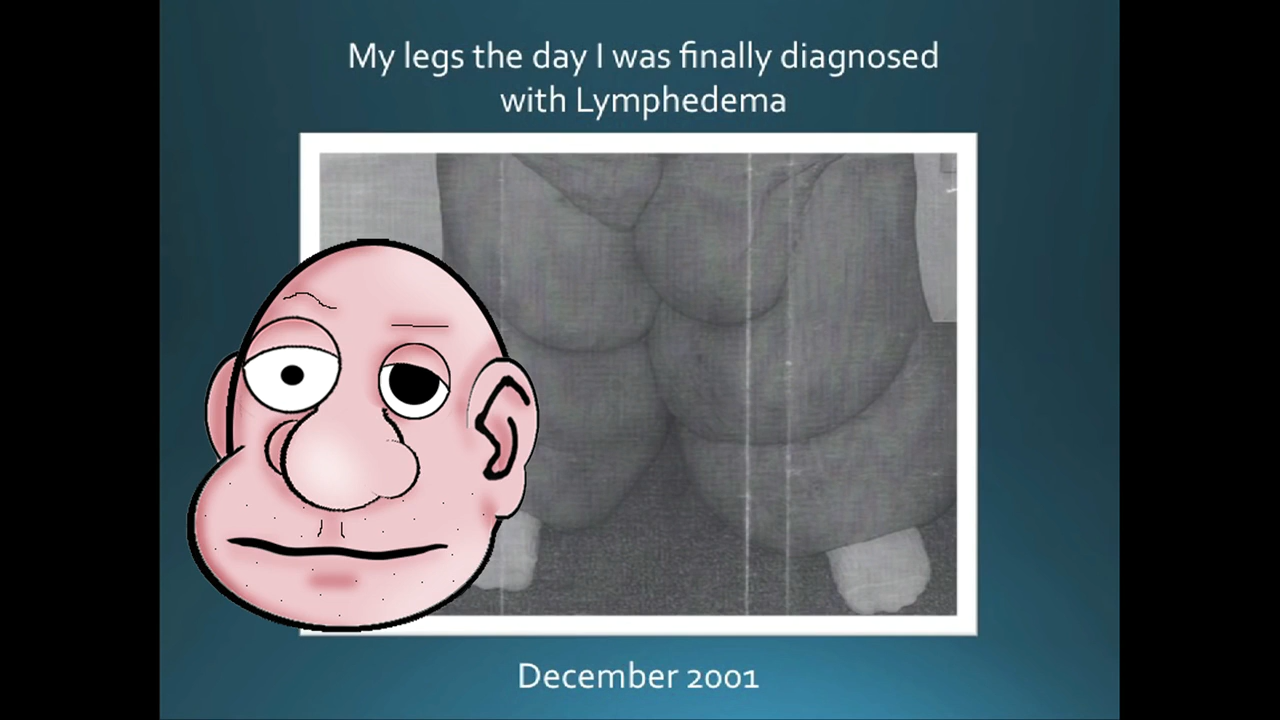 My legs the day I was finally diagnosed
with Lymphedema
December 2001